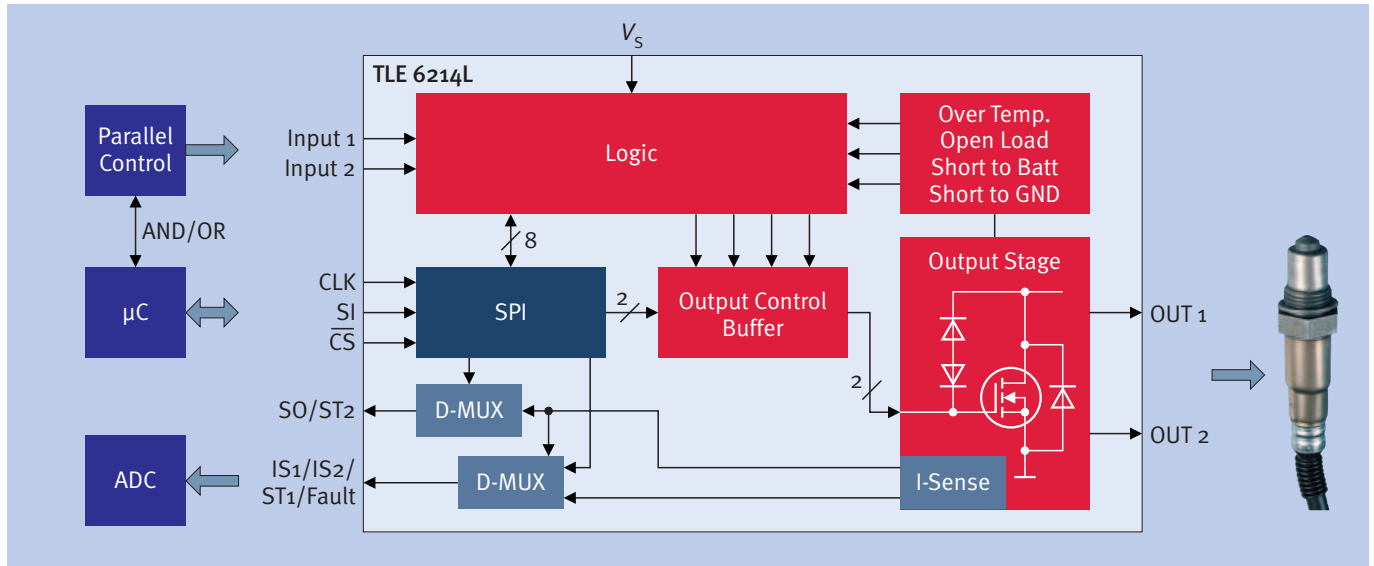 V_S
TLE 6214L
Parallel
Control
Input 1
Input 2
Logic
Over Temp.
Open Load
Short to Batt
Short to GND
AND/OR
8
µC
CLK
SI
C̅S̅
SPI
2
Output Control
Buffer
Output Stage
OUT 1
2
SO/ST2
D-MUX
OUT 2
ADC
IS1/IS2/
ST1/Fault
D-MUX
I-Sense